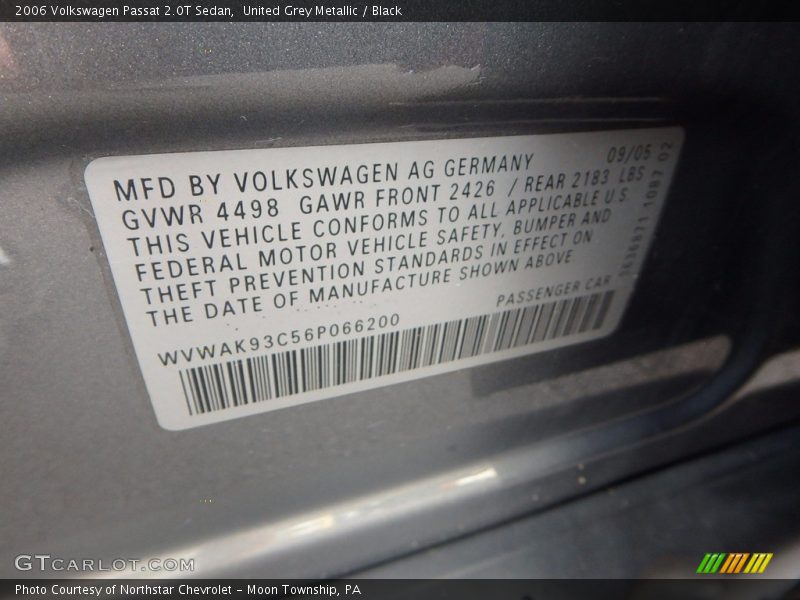 2006 Volkswagen Passat 2.0T Sedan, United Grey Metallic / Black
09/05
MFD BY VOLKSWAGEN AG GERMANY
GVWR 4498 GAWR FRONT 2426 / REAR 2183 LBS
THIS VEHICLE CONFORMS TO ALL APPLICABLE U.S.
FEDERAL MOTOR VEHICLE SAFETY, BUMPER AND
THEFT PREVENTION STANDARDS IN EFFECT ON
THE DATE OF MANUFACTURE SHOWN ABOVE
PASSENGER CAR
WVWAK93C56P066200
GTCARLOT.COM
Photo Courtesy of Northstar Chevrolet - Moon Township, PA